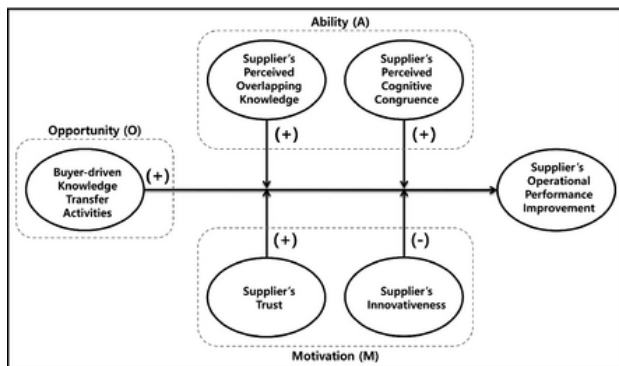 Ability (A)
Supplier's
Perceived
Overlapping
Knowledge
Supplier's
Perceived
Cognitive
Congruence
(+)
(+)
Opportunity (O)
Buyer-driven
Knowledge
Transfer
Activities
(+)
Supplier's
Operational
Performance
Improvement
(+)
(-)
Supplier's
Trust
Supplier's
Innovativeness
Motivation (M)